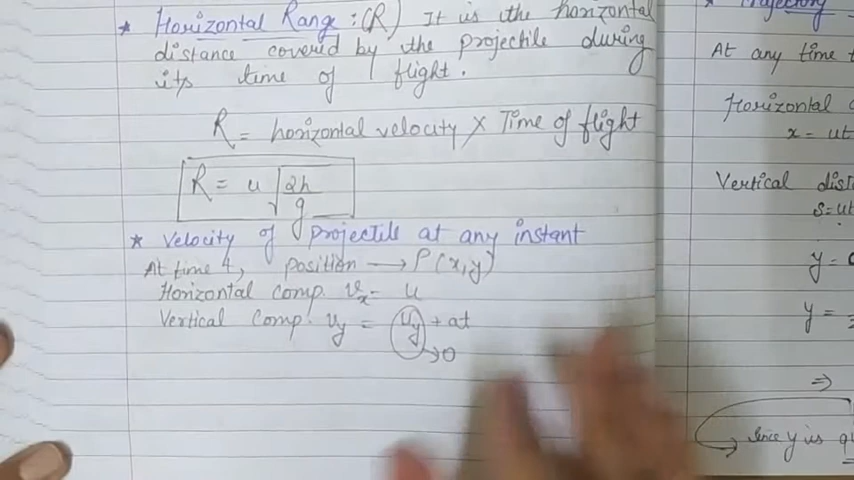 * Horizontal Range : (R) It is the horizontal
distance covered by the projectile during
its time of flight.
R = horizontal velocity × Time of flight
R = u √2h/g
* Velocity of projectile at any instant
At time t, position → P(x,y)
Horizontal comp. vx = u
Vertical comp. vy = uy + at
→ 0
* Trajectory
At any time t
Horizontal
x = ut
Vertical dis
s = ut
y =
y =
⇒
Since y is